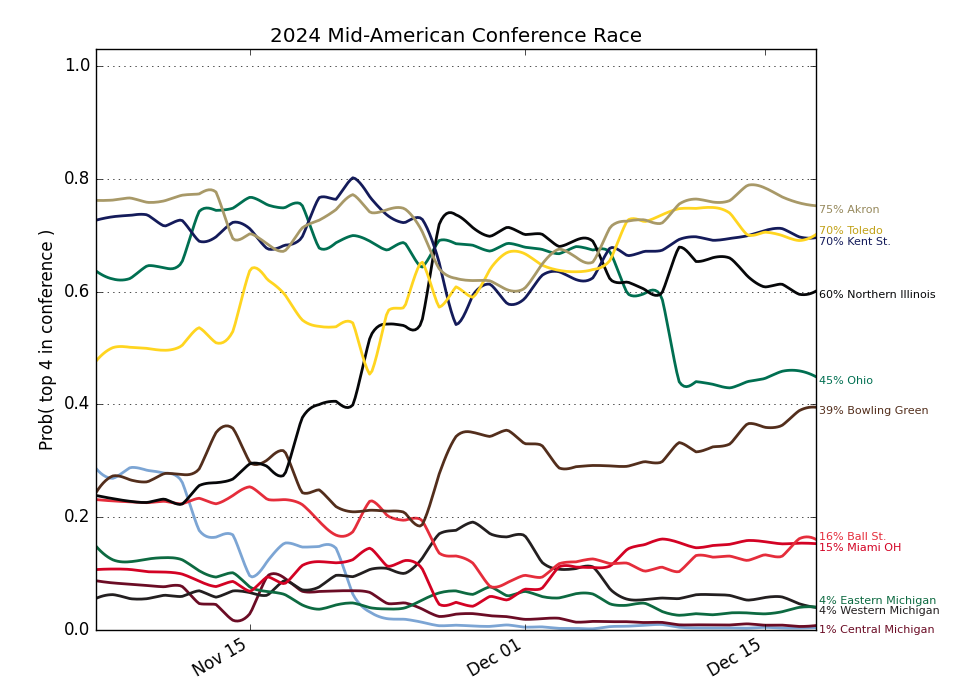 2024 Mid-American Conference Race
Prob( top 4 in conference )
1.0
0.8
0.6
0.4
0.2
0.0
Nov 15
Dec 01
Dec 15
75% Akron
70% Toledo
70% Kent St.
60% Northern Illinois
45% Ohio
39% Bowling Green
16% Ball St.
15% Miami OH
4% Eastern Michigan
4% Western Michigan
1% Central Michigan